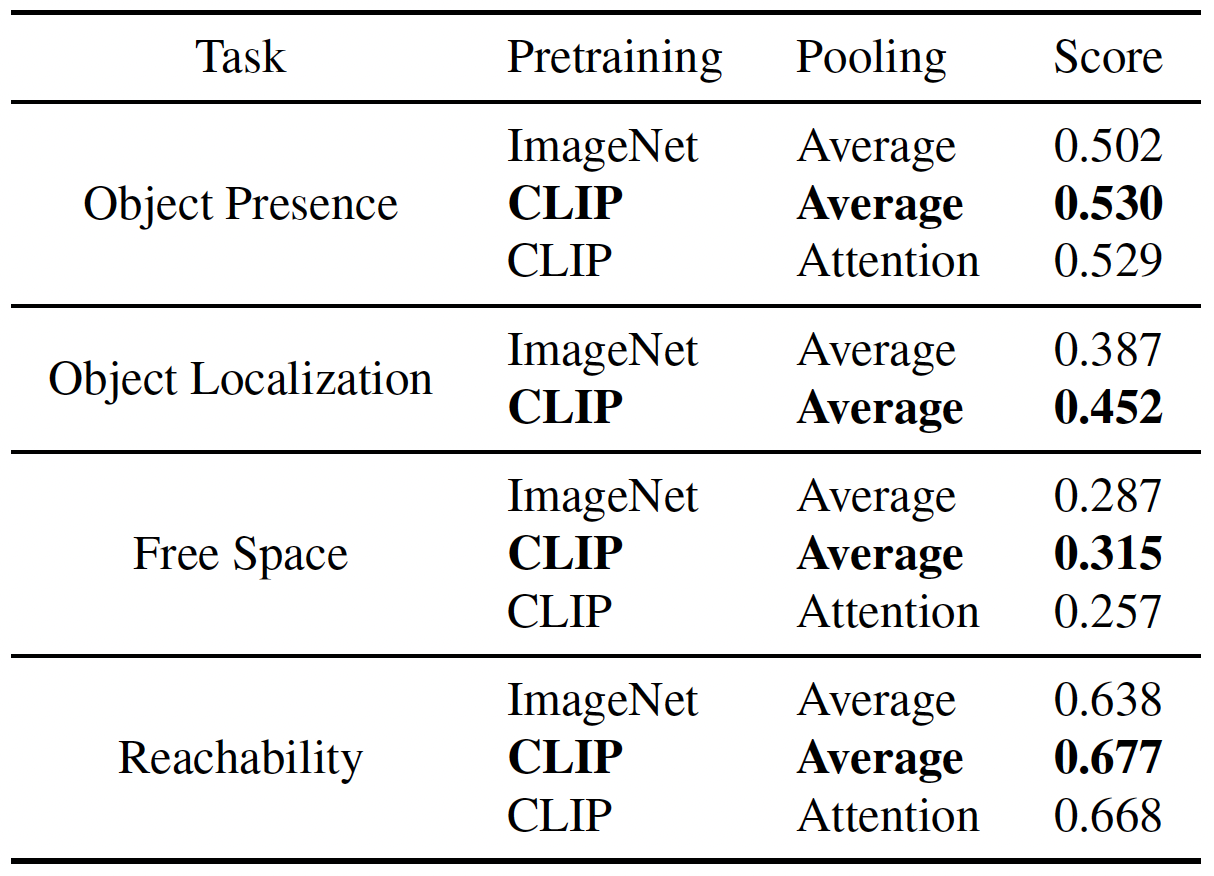 Task Pretraining Pooling Score
ImageNet Average 0.502
Object Presence CLIP Average 0.530
CLIP Attention 0.529
ImageNet Average 0.387
Object Localization
CLIP Average 0.452
ImageNet Average 0.287
Free Space CLIP Average 0.315
CLIP Attention 0.257
ImageNet Average 0.638
Reachability CLIP Average 0.677
CLIP Attention 0.668